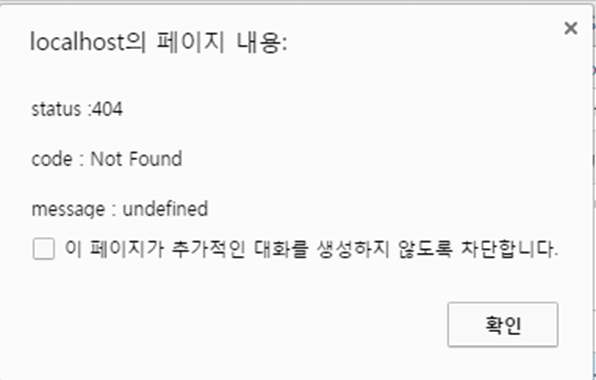 localhost의 페이지 내용:
status :404
code : Not Found
message : undefined
이 페이지가 추가적인 대화를 생성하지 않도록 차단합니다.
확인